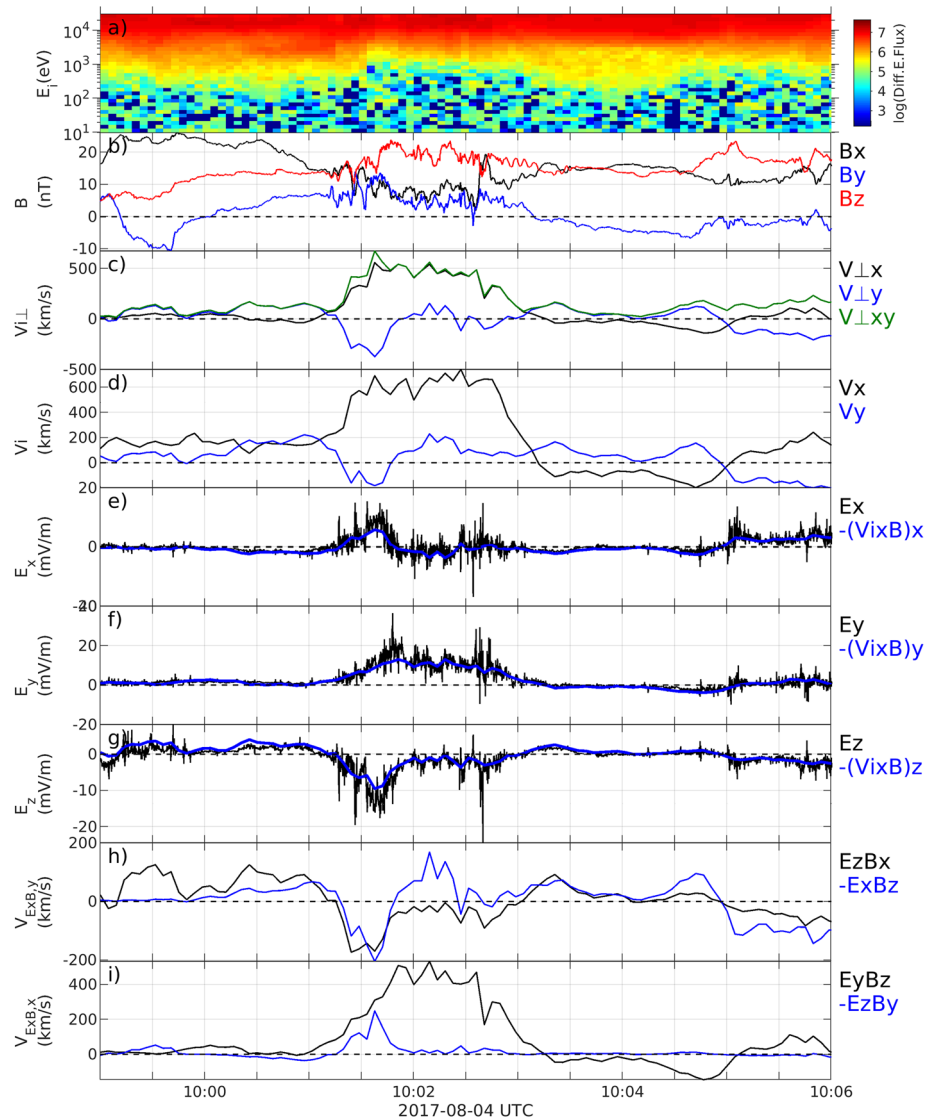 a)
10⁴
10³
10²
10¹
E_i(eV)
7
6
5
4
3
log(Diff.E.Flux)
b)
20
10
0
-10
B
(nT)
Bx
By
Bz
c)
500
0
-500
Vi⊥
(km/s)
V⊥x
V⊥y
V⊥xy
d)
600
400
200
0
Vi
(km/s)
Vx
Vy
e)
20
0
E_x
(mV/m)
Ex
-(VixB)x
f)
20
0
-20
E_y
(mV/m)
Ey
-(VixB)y
g)
0
-10
-20
E_z
(mV/m)
Ez
-(VixB)z
h)
200
0
-200
V_ExB,y
(km/s)
EzBx
-ExBz
i)
400
200
0
V_ExB,x
(km/s)
EyBz
-EzBy
10:00
10:02
10:04
10:06
2017-08-04 UTC